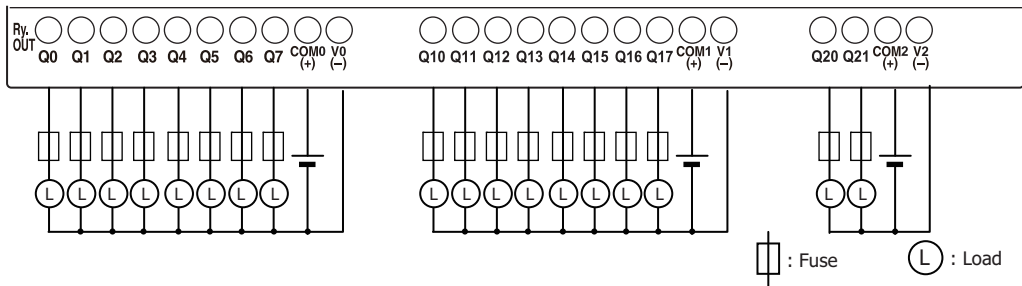 Ry.
OUT
Q0 Q1 Q2 Q3 Q4 Q5 Q6 Q7 COM0 (+) V0 (–)
Q10 Q11 Q12 Q13 Q14 Q15 Q16 Q17 COM1 (+) V1 (–)
Q20 Q21 COM2 (+) V2 (–)
L L L L L L L L
L L L L L L L L
L L
: Fuse
L : Load